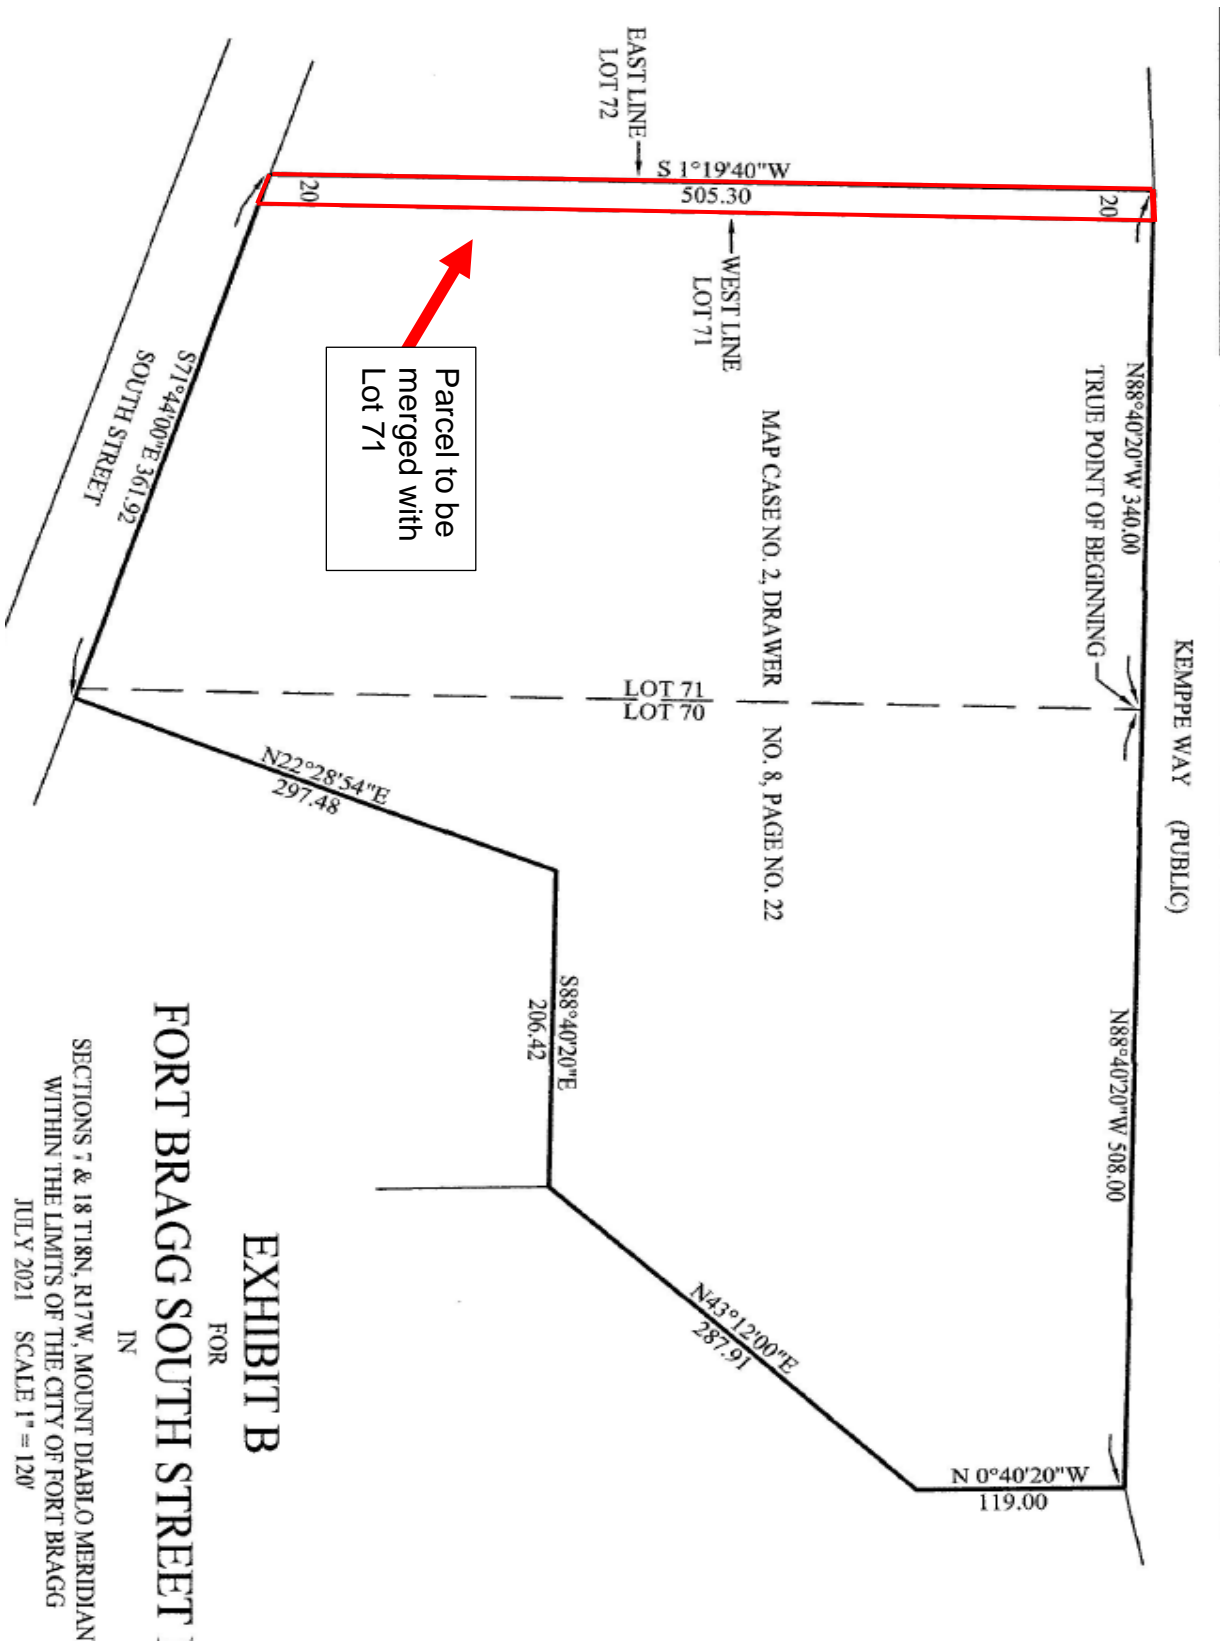 KEMPPE WAY (PUBLIC)
N88°40'20"W 340.00
TRUE POINT OF BEGINNING
N88°40'20"W 508.00
EAST LINE
LOT 72
S 1°19'40"W
505.30
20
20
WEST LINE
LOT 71
MAP CASE NO. 2, DRAWER NO. 8, PAGE NO. 22
LOT 71
LOT 70
Parcel to be
merged with
Lot 71
S71°44'00"E 361.92
SOUTH STREET
N22°28'54"E
297.48
S88°40'20"E
206.42
N43°12'00"E
287.91
N 0°40'20"W
119.00
EXHIBIT B
FOR
FORT BRAGG SOUTH STREET
IN
SECTIONS 7 & 18 T18N, R17W, MOUNT DIABLO MERIDIAN
WITHIN THE LIMITS OF THE CITY OF FORT BRAGG
JULY 2021 SCALE 1" = 120'